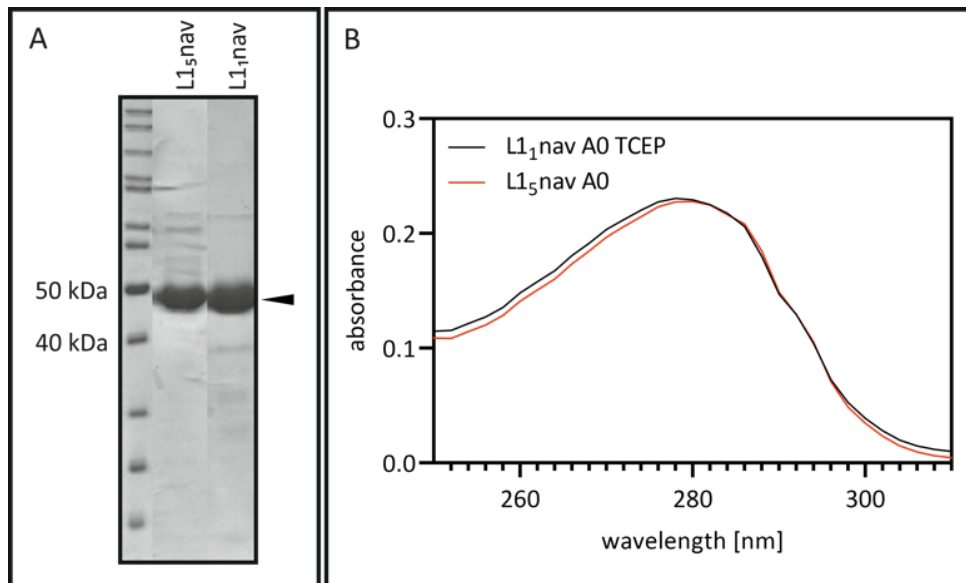 A
L1₅nav
L1₁nav
50 kDa
40 kDa
B
0.3
0.2
0.1
0.0
absorbance
L1₁nav A0 TCEP
L1₅nav A0
260
280
300
wavelength [nm]